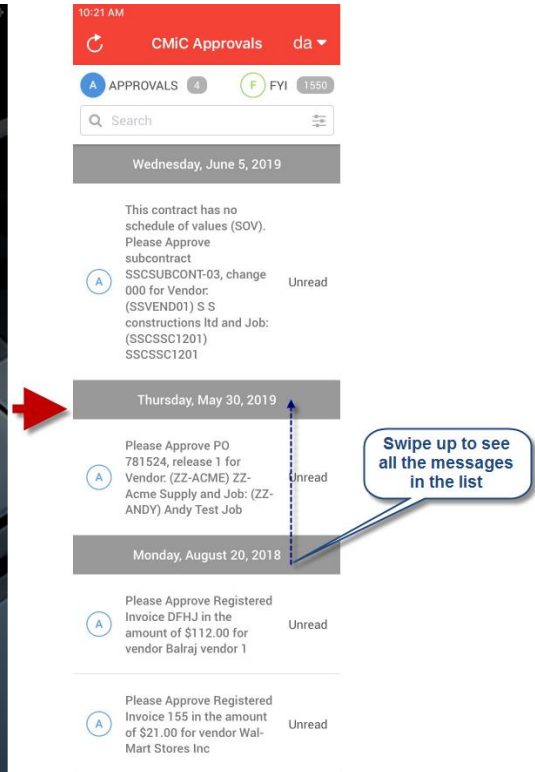 10:21 AM
CMiC Approvals
da
A APPROVALS 4
F FYI 1550
Search
Wednesday, June 5, 2019
This contract has no
schedule of values (SOV).
Please Approve
subcontract
SSCSUBCONT-03, change
000 for Vendor:
(SSVEND01) S S
constructions ltd and Job:
(SSCSSC1201)
SSCSSC1201
A
Unread
Thursday, May 30, 2019
Please Approve PO
781524, release 1 for
Vendor: (ZZ-ACME) ZZ-
Acme Supply and Job: (ZZ-
ANDY) Andy Test Job
A
Unread
Swipe up to see
all the messages
in the list
Monday, August 20, 2018
Please Approve Registered
Invoice DFHJ in the
amount of $112.00 for
vendor Balraj vendor 1
A
Unread
Please Approve Registered
Invoice 155 in the amount
of $21.00 for vendor Wal-
Mart Stores Inc
A
Unread